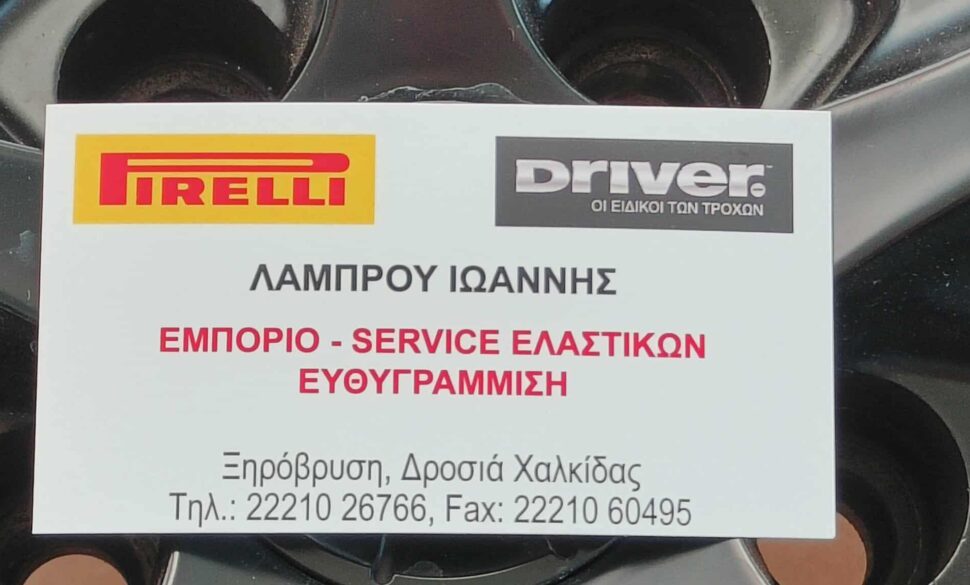 PIRELLI
Driver.
ΟΙ ΕΙΔΙΚΟΙ ΤΩΝ ΤΡΟΧΩΝ
ΛΑΜΠΡΟΥ ΙΩΑΝΝΗΣ
ΕΜΠΟΡΙΟ - SERVICE ΕΛΑΣΤΙΚΩΝ
ΕΥΘΥΓΡΑΜΜΙΣΗ
Ξηρόβρυση, Δροσιά Χαλκίδας
Τηλ.: 22210 26766, Fax: 22210 60495